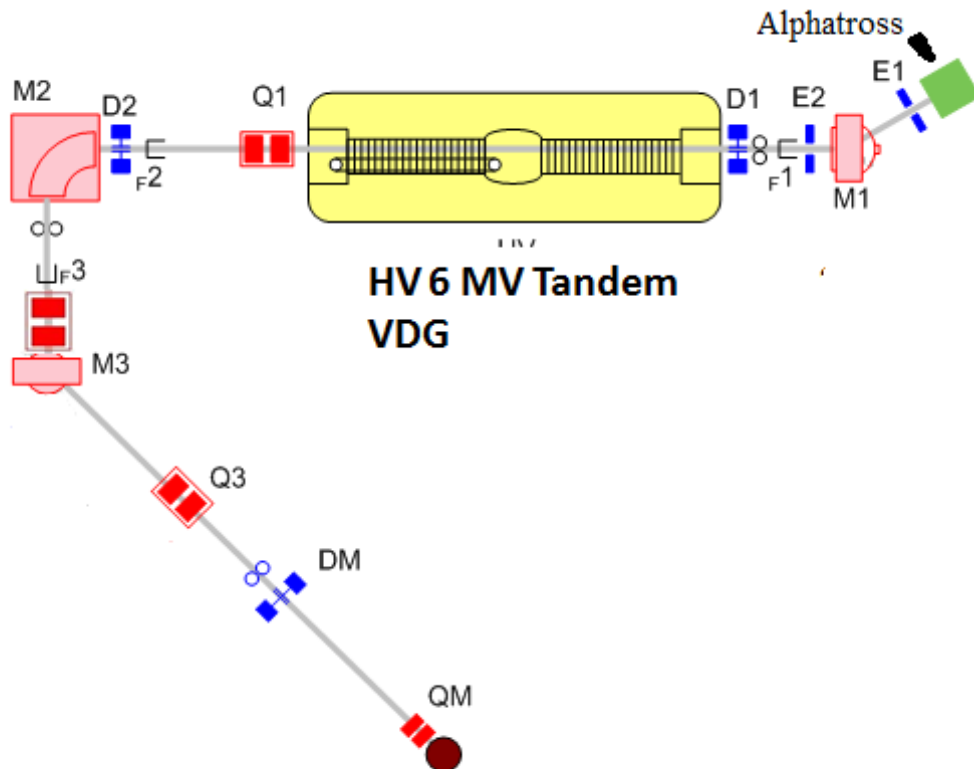 Alphatross
M2
D2
Q1
D1
E2
E1
F2
F1
M1
F3
HV 6 MV Tandem
VDG
M3
Q3
DM
QM